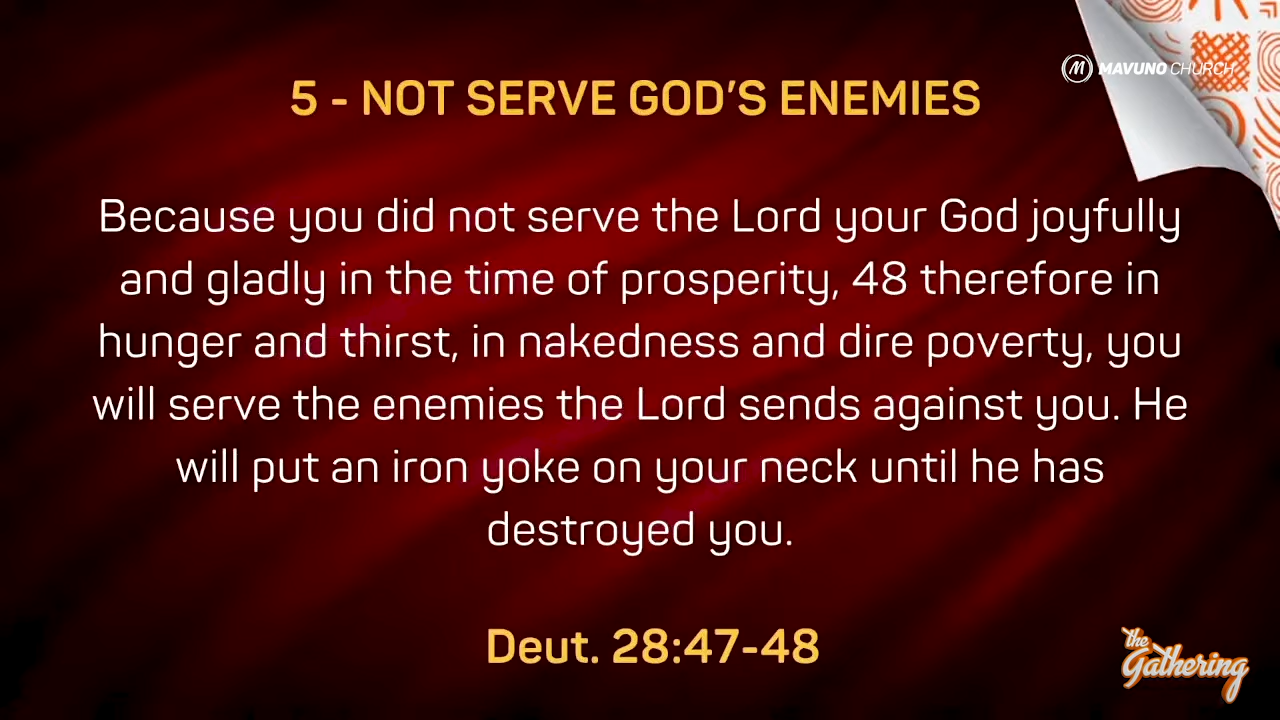 MAVUNO CHURCH
5 - NOT SERVE GOD'S ENEMIES
Because you did not serve the Lord your God joyfully
and gladly in the time of prosperity, 48 therefore in
hunger and thirst, in nakedness and dire poverty, you
will serve the enemies the Lord sends against you. He
will put an iron yoke on your neck until he has
destroyed you.
Deut. 28:47-48
the
Gathering